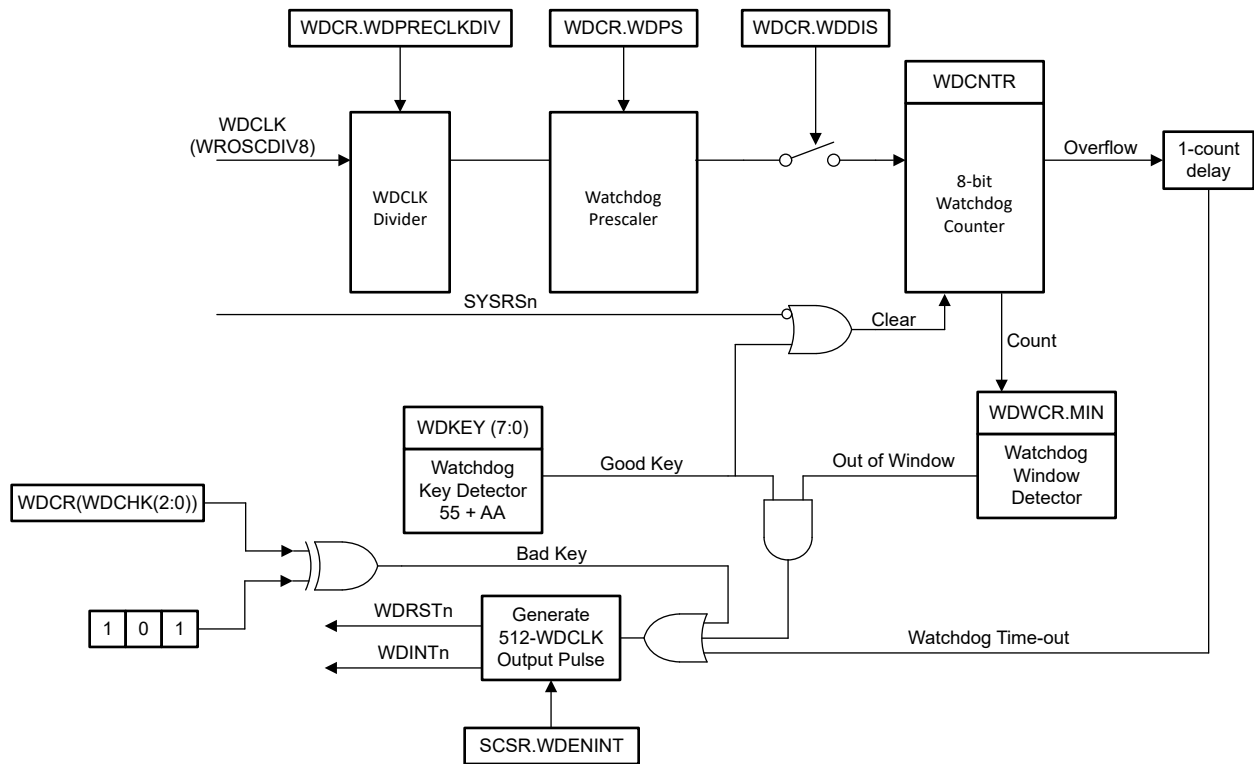 WDCR.WDPRECLKDIV
WDCR.WDPS
WDCR.WDDIS
WDCNTR
WDCLK
(WROSCDIV8)
WDCLK
Divider
Watchdog
Prescaler
8-bit
Watchdog
Counter
Overflow
1-count
delay
SYSRSn
Clear
Count
WDKEY (7:0)
Watchdog
Key Detector
55 + AA
Good Key
Out of Window
WDWCR.MIN
Watchdog
Window
Detector
WDCR(WDCHK(2:0))
Bad Key
1 0 1
WDRSTn
WDINTn
Generate
512-WDCLK
Output Pulse
Watchdog Time-out
SCSR.WDENINT